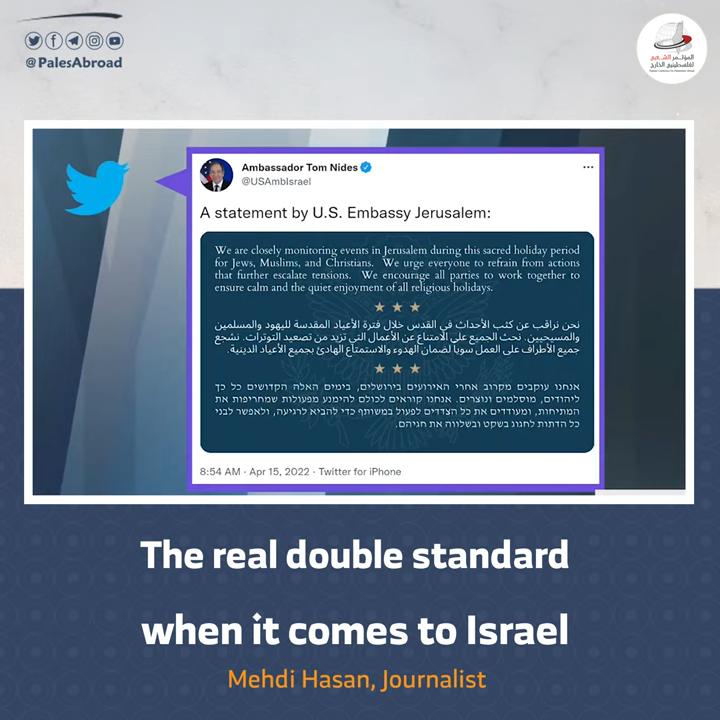 @PalesAbroad
المؤتمر الشعبي
لفلسطينيي الخارج
Ambassador Tom Nides
@USAmbIsrael
A statement by U.S. Embassy Jerusalem:
We are closely monitoring events in Jerusalem during this sacred holiday period
for Jews, Muslims, and Christians. We urge everyone to refrain from actions
that further escalate tensions. We encourage all parties to work together to
ensure calm and the quiet enjoyment of all religious holidays.
نحن نراقب عن كثب الأحداث في القدس خلال فترة الأعياد المقدسة لليهود والمسلمين
والمسيحيين. نحث الجميع على الامتناع عن الأعمال التي تزيد من تصعيد التوترات. نشجع
جميع الأطراف على العمل سوياً لضمان الهدوء والاستمتاع الهادئ بجميع الأعياد الدينية.
אנחנו עוקבים מקרוב אחרי האירועים בירושלים, בימים האלה הקדושים כל כך
ליהודים, מוסלמים ונוצרים. אנחנו קוראים לכולם להימנע מפעולות שמחריפות את
המתיחות, ומעודדים את כל הצדדים לפעול במשותף כדי להביא לרגיעה, ולאפשר לבני
כל הדתות לחגוג בשקט ובשלווה את חגיהם.
8:54 AM · Apr 15, 2022 · Twitter for iPhone
The real double standard
when it comes to Israel
Mehdi Hasan, Journalist